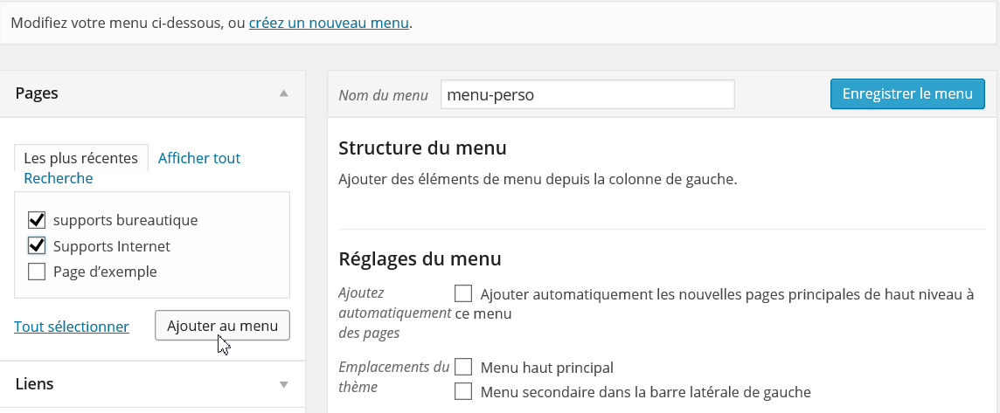 Modifiez votre menu ci-dessous, ou créez un nouveau menu.
Pages
Les plus récentes
Afficher tout
Recherche
supports bureautique
Supports Internet
Page d’exemple
Tout sélectionner
Ajouter au menu
Liens
Nom du menu
menu-perso
Enregistrer le menu
Structure du menu
Ajouter des éléments de menu depuis la colonne de gauche.
Réglages du menu
Ajoutez
automatiquement
des pages
Ajouter automatiquement les nouvelles pages principales de haut niveau à
ce menu
Emplacements du
thème
Menu haut principal
Menu secondaire dans la barre latérale de gauche